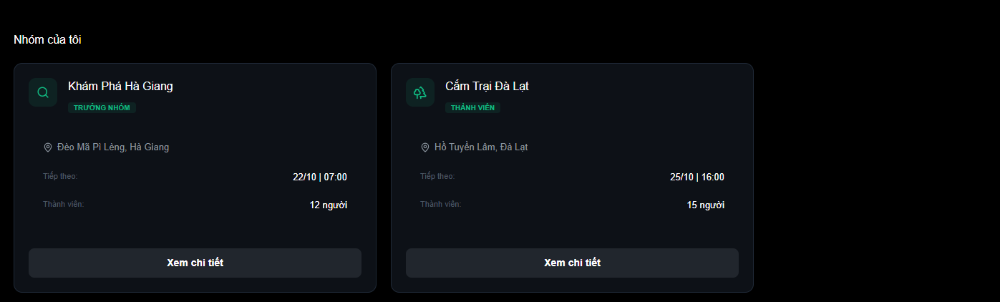 Nhóm của tôi
Khám Phá Hà Giang
TRƯỞNG NHÓM
Đèo Mã Pì Lèng, Hà Giang
Tiếp theo:
22/10 | 07:00
Thành viên:
12 người
Xem chi tiết
Cắm Trại Đà Lạt
THÀNH VIÊN
Hồ Tuyền Lâm, Đà Lạt
Tiếp theo:
25/10 | 16:00
Thành viên:
15 người
Xem chi tiết